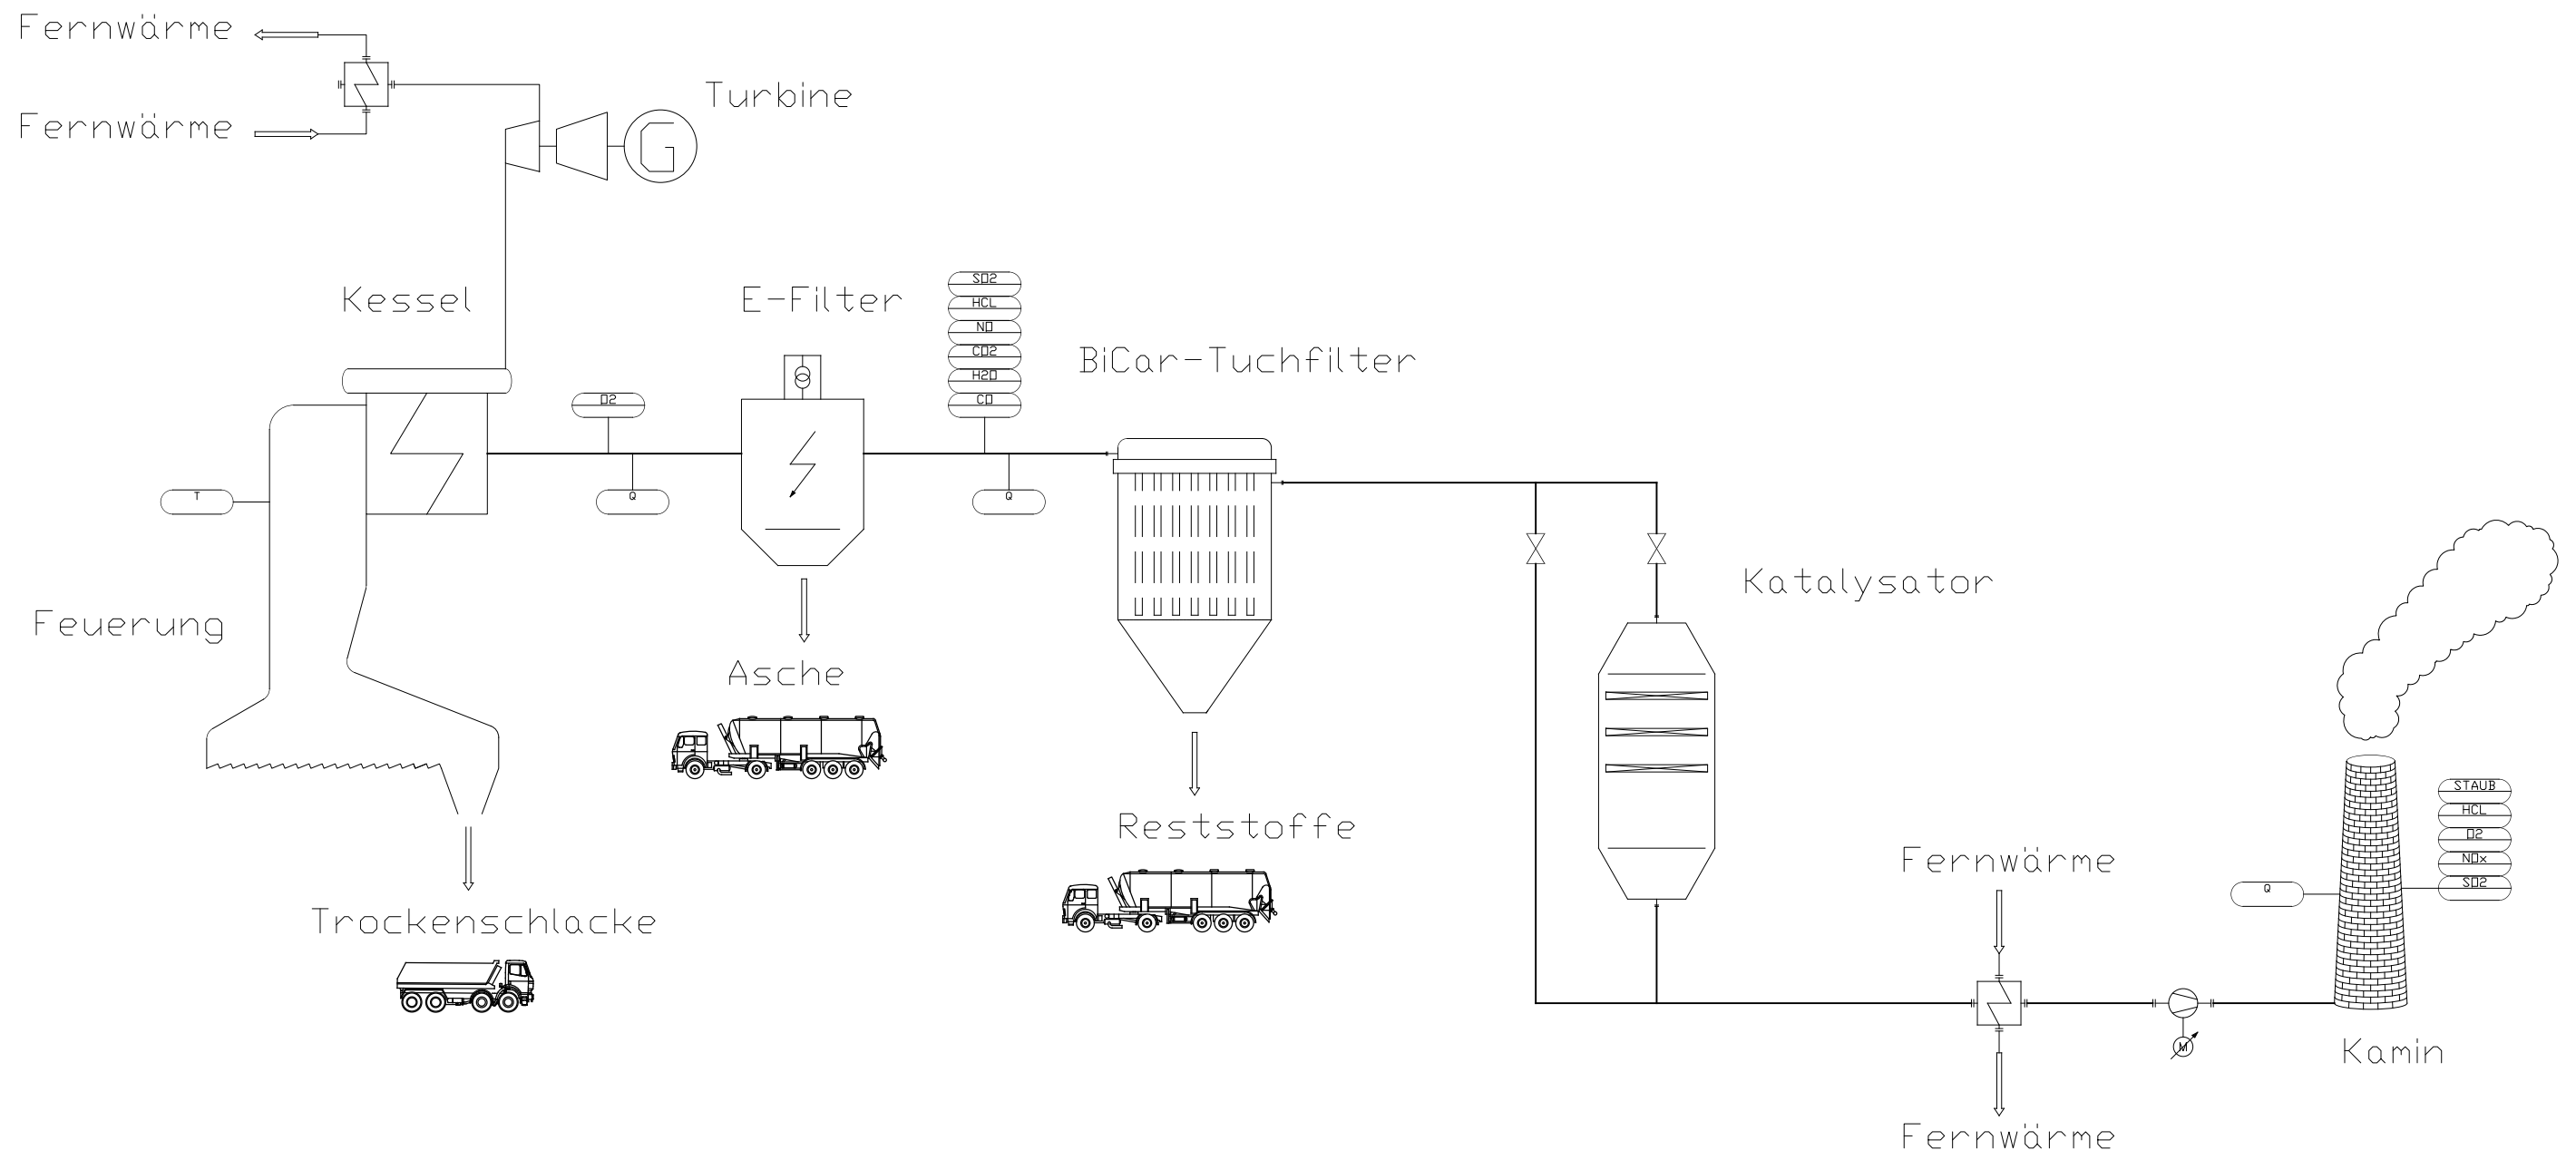 Fernwärme
Fernwärme
Turbine
G
Kessel
E-Filter
SO2
HCL
NO
CO2
H2O
CO
BiCar-Tuchfilter
O2
T
Q
Q
Katalysator
Feuerung
Asche
STAUB
HCL
O2
NOx
SO2
Reststoffe
Fernwärme
Q
Trockenschlacke
M
Kamin
Fernwärme